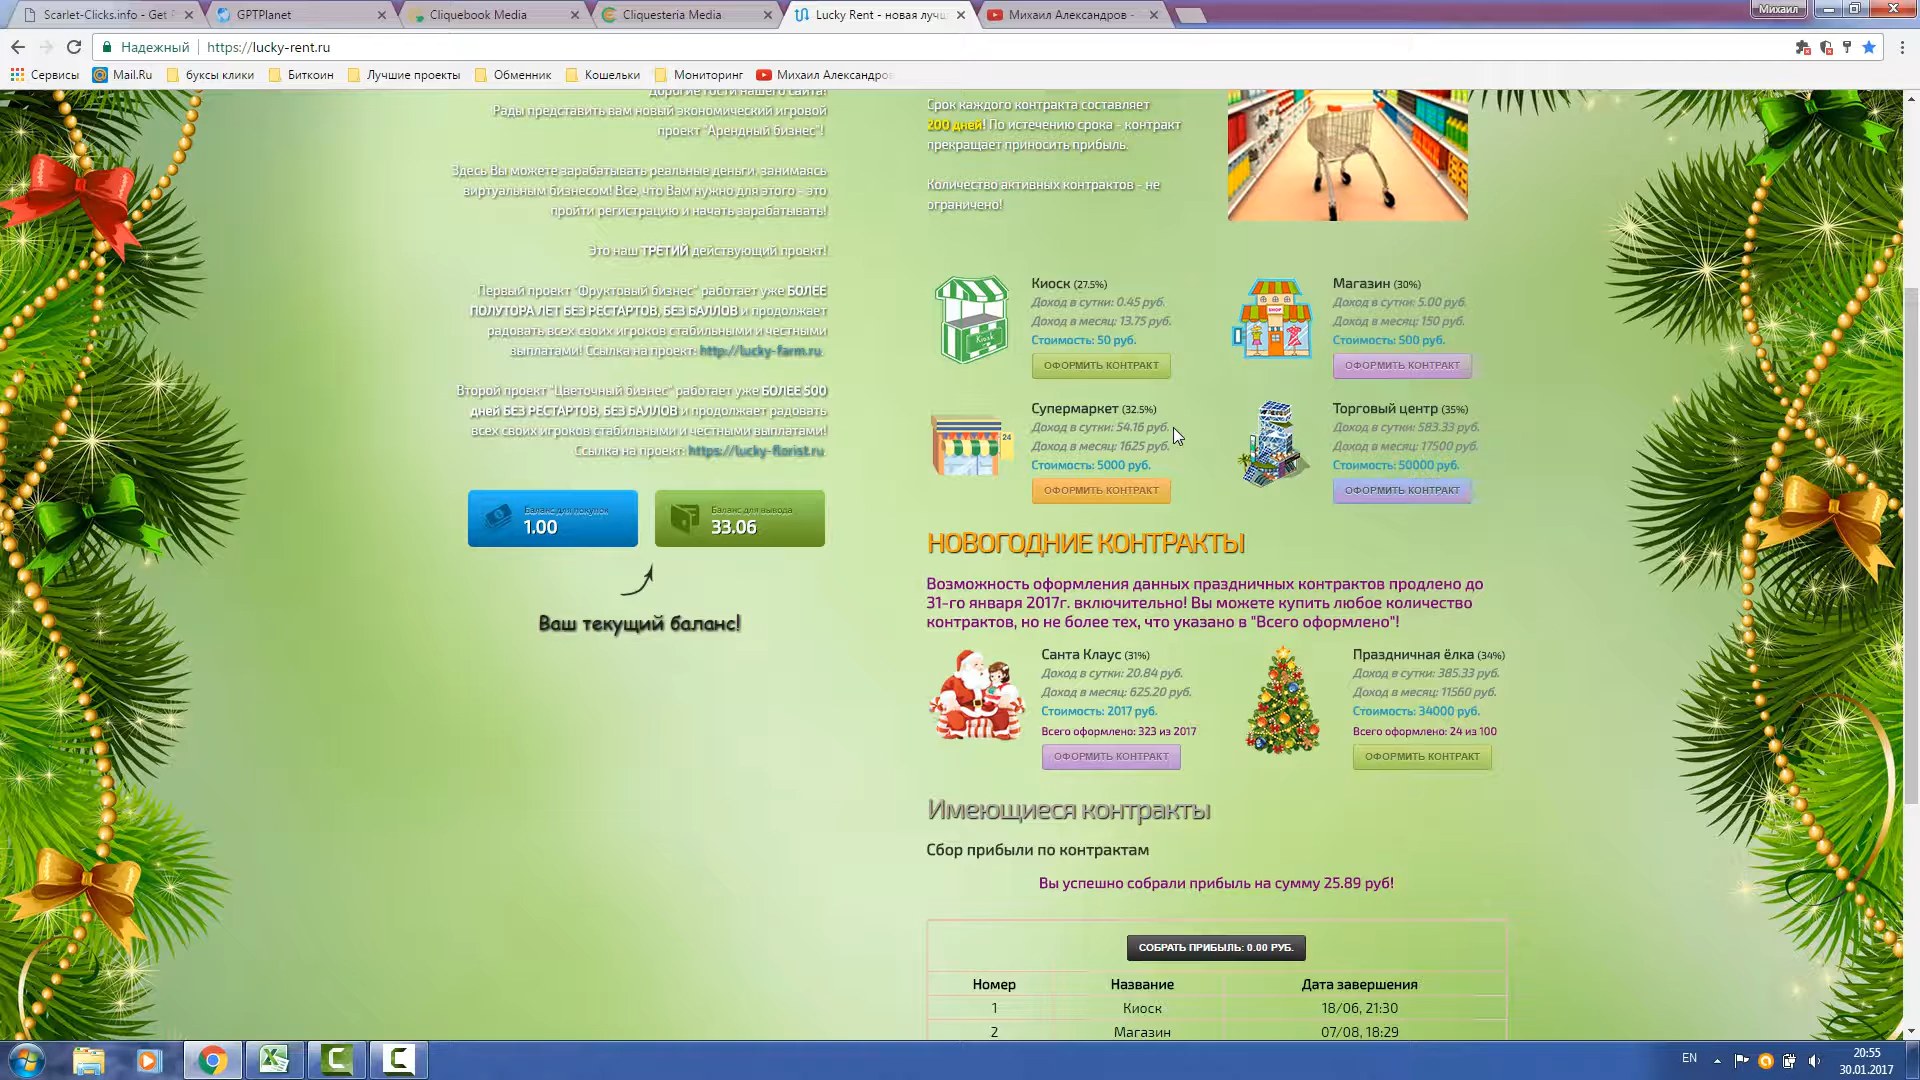 Scarlet-Clicks.info - Get
GPTPlanet
Cliquebook Media
Cliquesteria Media
Lucky Rent - новая лучш
Михаил Александров -
Михаил
Надежный
https://lucky-rent.ru
Сервисы
Mail.Ru
буксы клики
Биткоин
Лучшие проекты
Обменник
Кошельки
Мониторинг
Михаил Александров
Дорогие гости нашего сайта!
Рады представить вам новый экономический игровой
проект "Арендный бизнес"!
Здесь Вы можете зарабатывать реальные деньги, занимаясь
виртуальным бизнесом! Всё, что Вам нужно для этого - это
пройти регистрацию и начать зарабатывать!
Это наш ТРЕТИЙ действующий проект!
Первый проект "Фруктовый бизнес" работает уже БОЛЕЕ
ПОЛУТОРА ЛЕТ БЕЗ РЕСТАРТОВ, БЕЗ БАЛЛОВ и продолжает
радовать всех своих игроков стабильными и честными
выплатами! Ссылка на проект: http://lucky-farm.ru
Второй проект "Цветочный бизнес" работает уже БОЛЕЕ 500
дней БЕЗ РЕСТАРТОВ, БЕЗ БАЛЛОВ и продолжает радовать
всех своих игроков стабильными и честными выплатами!
Ссылка на проект: https://lucky-florist.ru
Баланс для покупок
1.00
Баланс для вывода
33.06
Ваш текущий баланс!
Срок каждого контракта составляет
200 дней! По истечению срока - контракт
прекращает приносить прибыль.
Количество активных контрактов - не
ограничено!
Киоск (27.5%)
Доход в сутки: 0.45 руб.
Доход в месяц: 13.75 руб.
Стоимость: 50 руб.
ОФОРМИТЬ КОНТРАКТ
Магазин (30%)
Доход в сутки: 5.00 руб.
Доход в месяц: 150 руб.
Стоимость: 500 руб.
ОФОРМИТЬ КОНТРАКТ
Супермаркет (32.5%)
Доход в сутки: 54.16 руб.
Доход в месяц: 1625 руб.
Стоимость: 5000 руб.
ОФОРМИТЬ КОНТРАКТ
Торговый центр (35%)
Доход в сутки: 583.33 руб.
Доход в месяц: 17500 руб.
Стоимость: 50000 руб.
ОФОРМИТЬ КОНТРАКТ
Kiosk
SHOP
24
НОВОГОДНИЕ КОНТРАКТЫ
Возможность оформления данных праздничных контрактов продлено до
31-го января 2017г. включительно! Вы можете купить любое количество
контрактов, но не более тех, что указано в "Всего оформлено"!
Санта Клаус (31%)
Доход в сутки: 20.84 руб.
Доход в месяц: 625.20 руб.
Стоимость: 2017 руб.
Всего оформлено: 323 из 2017
ОФОРМИТЬ КОНТРАКТ
Праздничная ёлка (34%)
Доход в сутки: 385.33 руб.
Доход в месяц: 11560 руб.
Стоимость: 34000 руб.
Всего оформлено: 24 из 100
ОФОРМИТЬ КОНТРАКТ
Имеющиеся контракты
Сбор прибыли по контрактам
Вы успешно собрали прибыль на сумму 25.89 руб!
СОБРАТЬ ПРИБЫЛЬ: 0.00 РУБ.
Номер Название Дата завершения
1 Киоск 18/06, 21:30
2 Магазин 07/08, 18:29
EN
20:55
30.01.2017